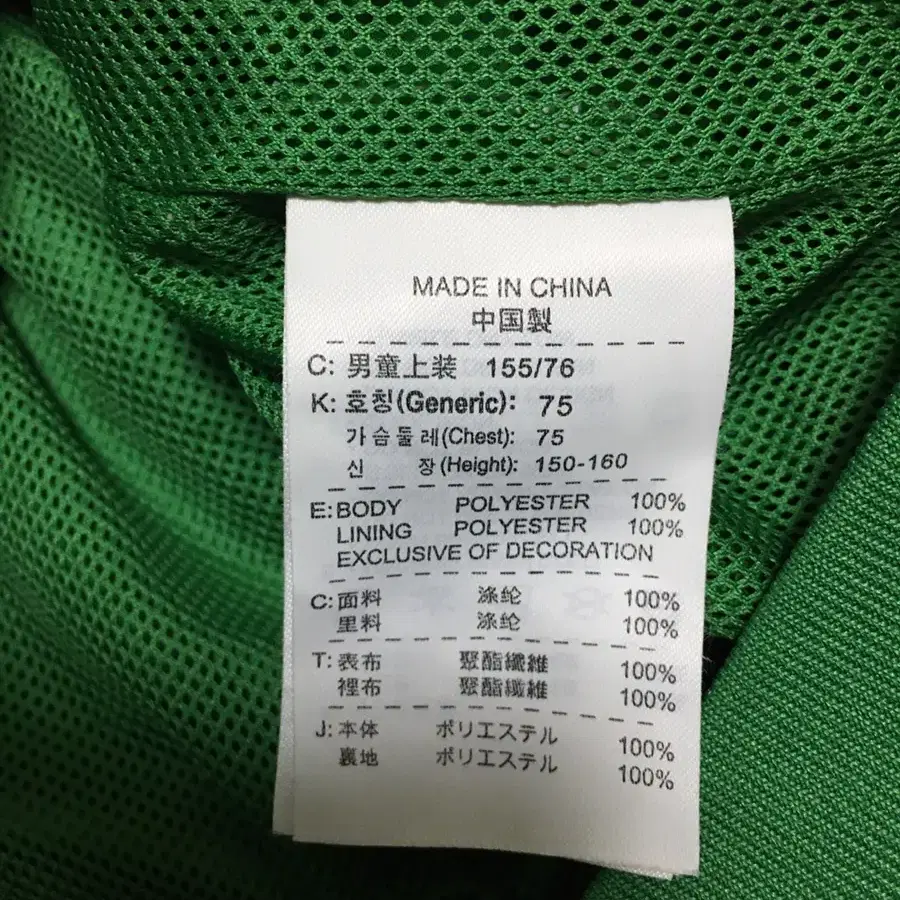 MADE IN CHINA
中国製
C: 男童上装 155/76
K: 호칭(Generic): 75
가슴둘레(Chest): 75
신 장(Height): 150-160
E: BODY POLYESTER 100%
LINING POLYESTER 100%
EXCLUSIVE OF DECORATION
C: 面料 涤纶 100%
里料 涤纶 100%
T: 表布 聚酯纖維 100%
裡布 聚酯纖維 100%
J: 本体 ポリエステル 100%
裏地 ポリエステル 100%